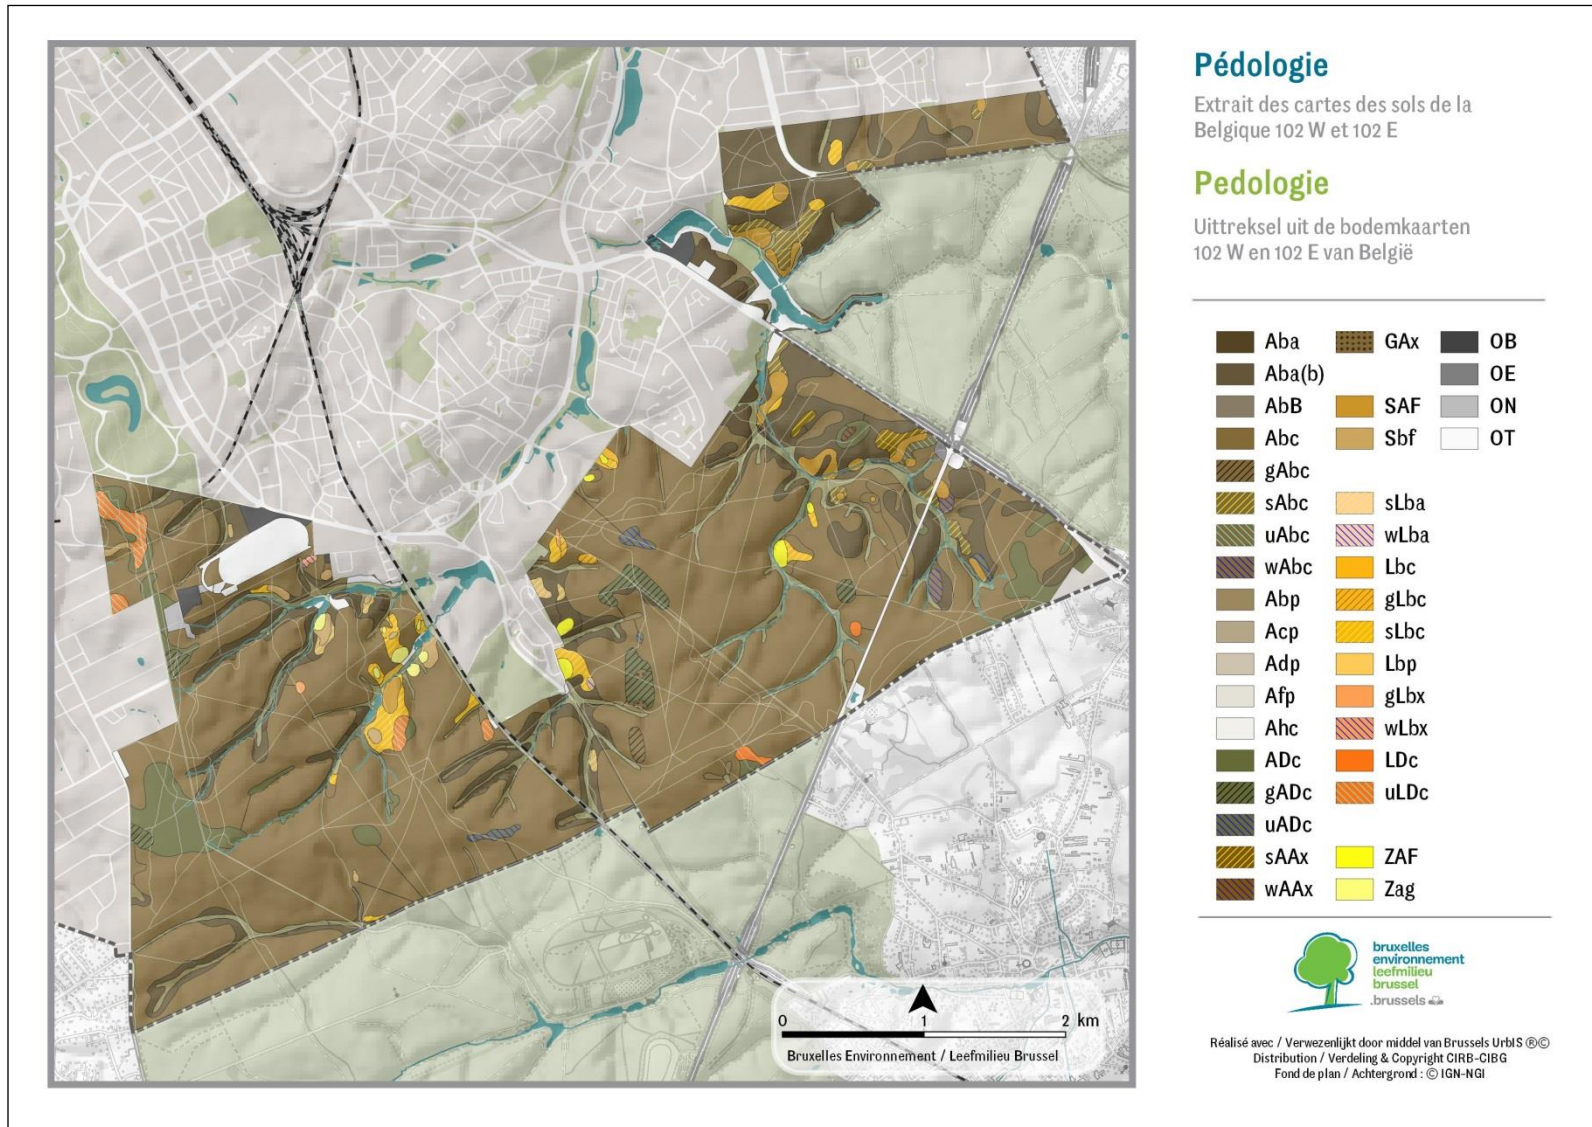 Pédologie
Extrait des cartes des sols de la
Belgique 102 W et 102 E
Pedologie
Uittreksel uit de bodemkaarten
102 W en 102 E van België
Aba
Aba(b)
AbB
Abc
gAbc
sAbc
uAbc
wAbc
Abp
Acp
Adp
Afp
Ahc
ADc
gADc
uADc
sAAx
wAAx
GAx
SAF
Sbf
sLba
wLba
Lbc
gLbc
sLbc
Lbp
gLbx
wLbx
LDc
uLDc
ZAF
Zag
OB
OE
ON
OT
bruxelles
environnement
leefmilieu
brussel
.brussels
Réalisé avec / Verwezenlijkt door middel van Brussels UrbIS ®©
Distribution / Verdeling & Copyright CIRB-CIBG
Fond de plan / Achtergrond : © IGN-NGI
0 1 2 km
Bruxelles Environnement / Leefmilieu Brussel